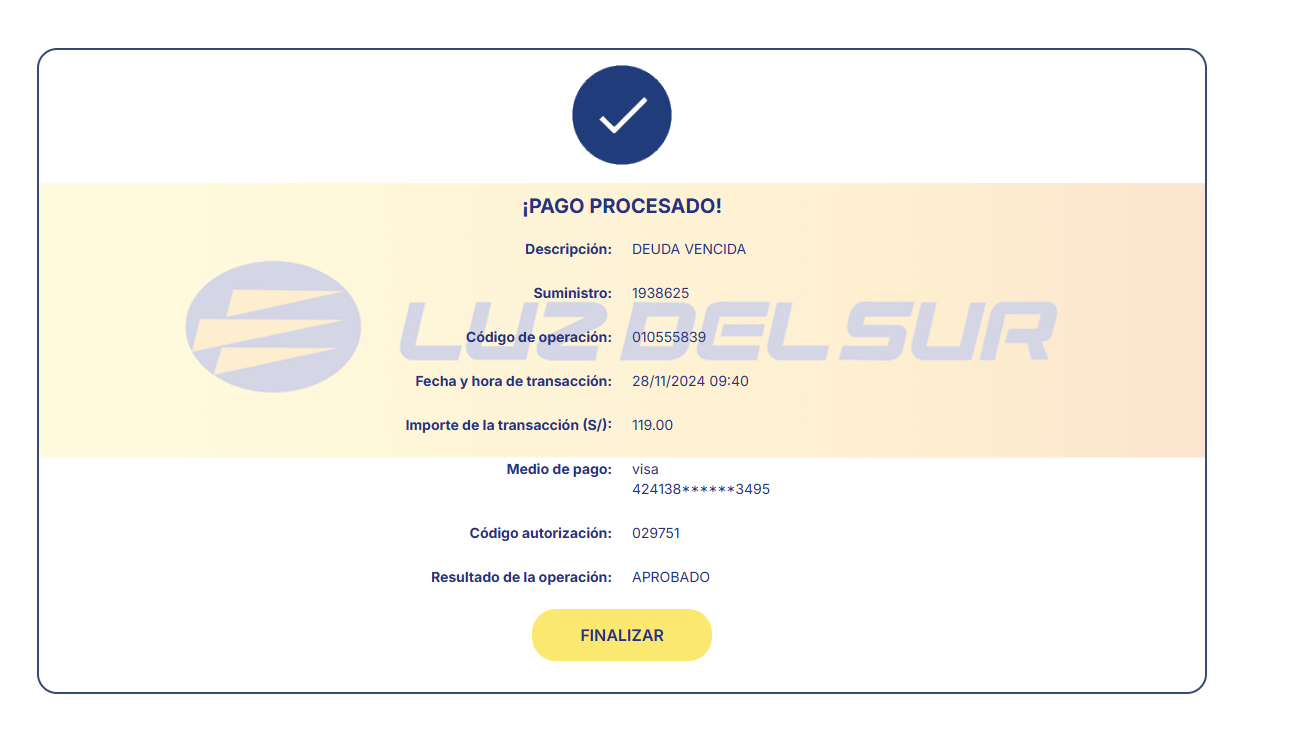 ¡PAGO PROCESADO!
Descripción: DEUDA VENCIDA
Suministro: 1938625
LUZ DEL SUR
Código de operación: 010555839
Fecha y hora de transacción: 28/11/2024 09:40
Importe de la transacción (S/): 119.00
Medio de pago: visa
424138******3495
Código autorización: 029751
Resultado de la operación: APROBADO
FINALIZAR